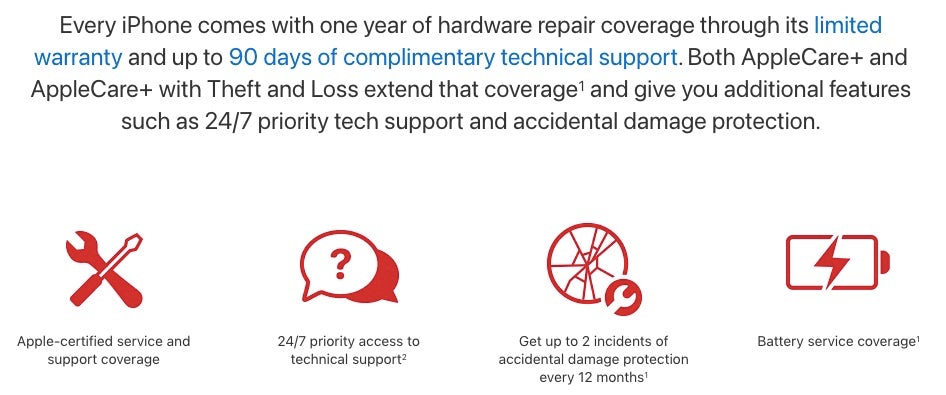 Every iPhone comes with one year of hardware repair coverage through its limited
warranty and up to 90 days of complimentary technical support. Both AppleCare+ and
AppleCare+ with Theft and Loss extend that coverage¹ and give you additional features
such as 24/7 priority tech support and accidental damage protection.
?
Apple-certified service and
support coverage
24/7 priority access to
technical support²
Get up to 2 incidents of
accidental damage protection
every 12 months¹
Battery service coverage¹